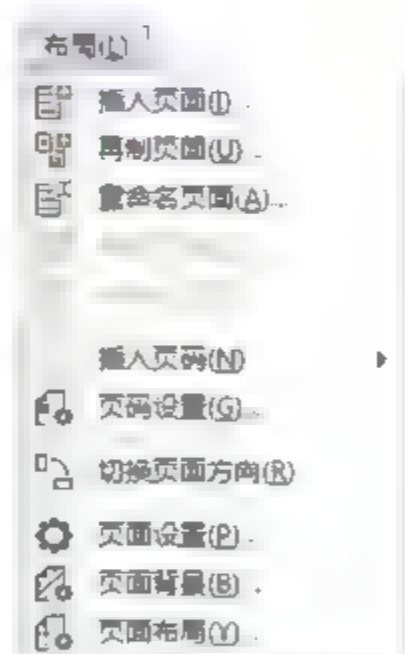 布局(L)
插入页面(I)...
再制页面(U)...
重命名页面(A)...
插入页码(N)
页码设置(G)...
切换页面方向(R)
页面设置(P)...
页面背景(B)...
页面布局(Y)...